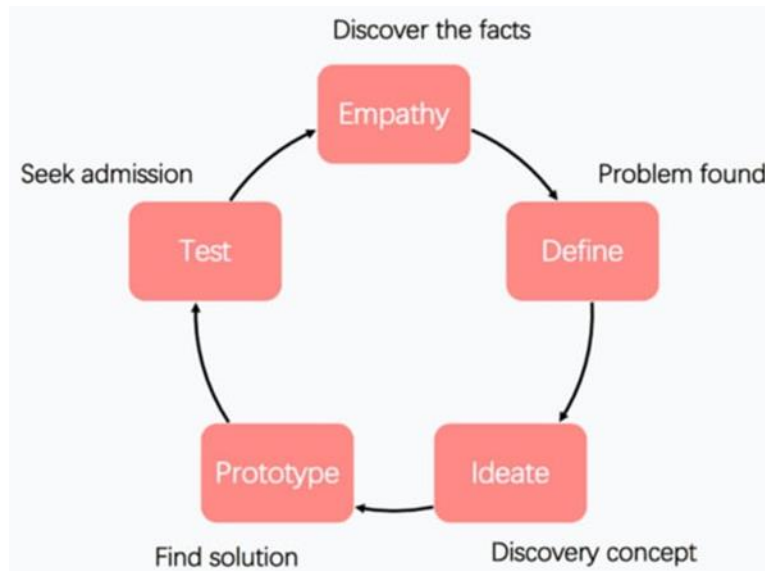 Discover the facts
Empathy
Seek admission
Problem found
Test
Define
Prototype
Ideate
Find solution
Discovery concept